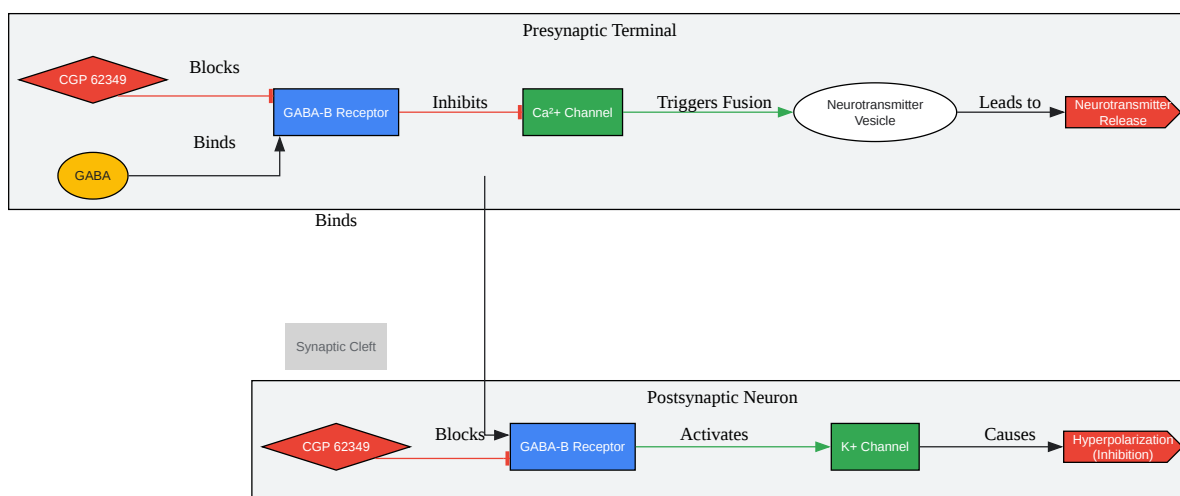 Presynaptic Terminal
CGP 62349
Blocks
GABA-B Receptor
Inhibits
Ca²+ Channel
Triggers Fusion
Neurotransmitter
Vesicle
Leads to
Neurotransmitter
Release
Binds
GABA
Binds
Synaptic Cleft
Postsynaptic Neuron
CGP 62349
Blocks
GABA-B Receptor
Activates
K+ Channel
Causes
Hyperpolarization
(Inhibition)